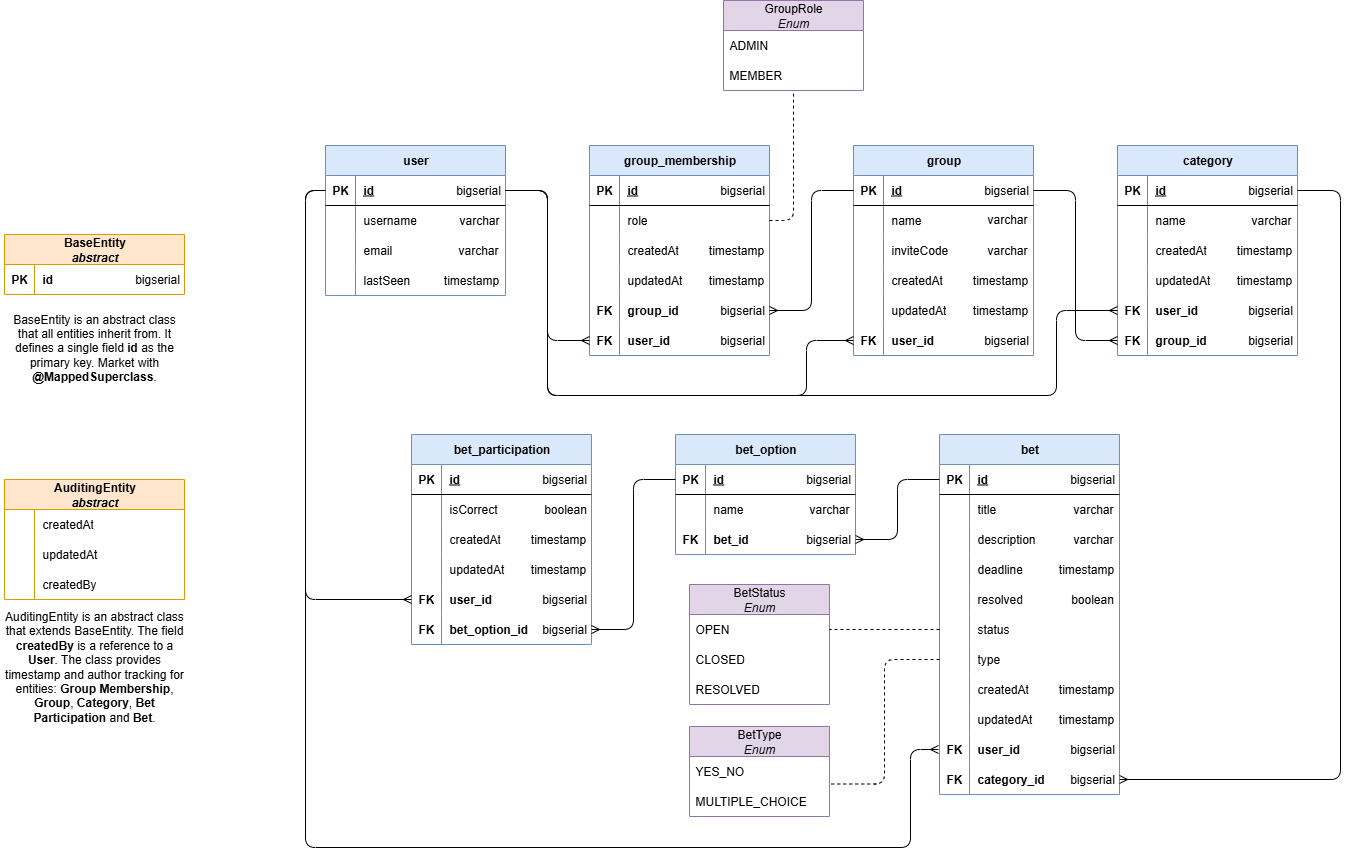 GroupRole
Enum
ADMIN
MEMBER
user
PK id bigserial
username varchar
email varchar
lastSeen timestamp
group_membership
PK id bigserial
role
createdAt timestamp
updatedAt timestamp
FK group_id bigserial
FK user_id bigserial
group
PK id bigserial
name varchar
inviteCode varchar
createdAt timestamp
updatedAt timestamp
FK user_id bigserial
category
PK id bigserial
name varchar
createdAt timestamp
updatedAt timestamp
FK user_id bigserial
FK group_id bigserial
BaseEntity
abstract
PK id bigserial
BaseEntity is an abstract class
that all entities inherit from. It
defines a single field id as the
primary key. Market with
@MappedSuperclass.
AuditingEntity
abstract
createdAt
updatedAt
createdBy
AuditingEntity is an abstract class
that extends BaseEntity. The field
createdBy is a reference to a
User. The class provides
timestamp and author tracking for
entities: Group Membership,
Group, Category, Bet
Participation and Bet.
bet_participation
PK id bigserial
isCorrect boolean
createdAt timestamp
updatedAt timestamp
FK user_id bigserial
FK bet_option_id bigserial
bet_option
PK id bigserial
name varchar
FK bet_id bigserial
BetStatus
Enum
OPEN
CLOSED
RESOLVED
BetType
Enum
YES_NO
MULTIPLE_CHOICE
bet
PK id bigserial
title varchar
description varchar
deadline timestamp
resolved boolean
status
type
createdAt timestamp
updatedAt timestamp
FK user_id bigserial
FK category_id bigserial